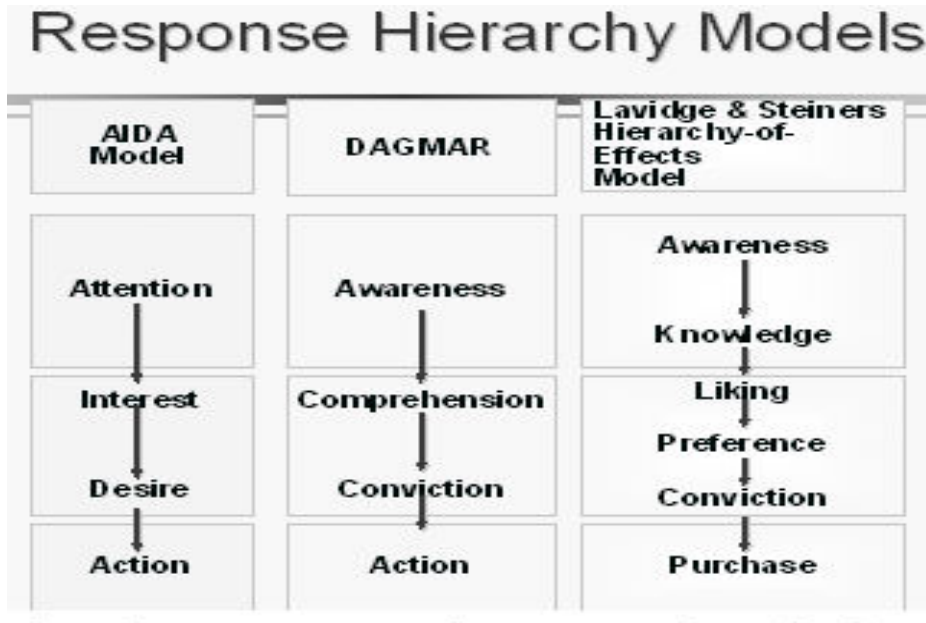 Response Hierarchy Models
AIDA
Model
DAGMAR
Lavidge & Steiners
Hierarchy-of-
Effects
Model
Attention
Interest
Desire
Action
Awareness
Comprehension
Conviction
Action
Awareness
Knowledge
Liking
Preference
Conviction
Purchase